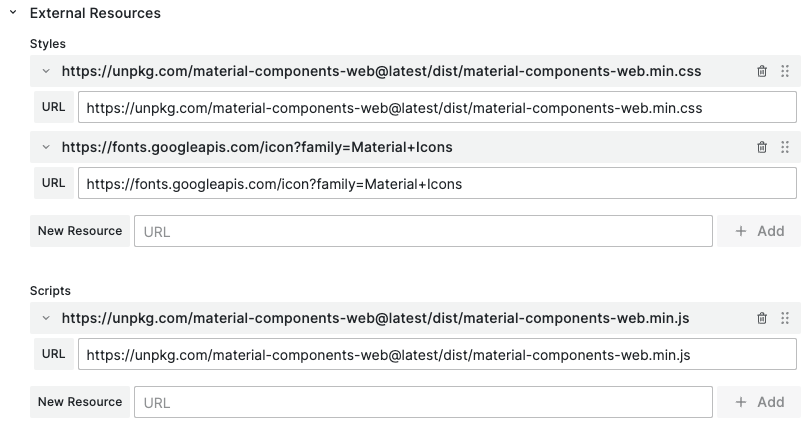 External Resources
Styles
https://unpkg.com/material-components-web@latest/dist/material-components-web.min.css
URL https://unpkg.com/material-components-web@latest/dist/material-components-web.min.css
https://fonts.googleapis.com/icon?family=Material+Icons
URL https://fonts.googleapis.com/icon?family=Material+Icons
New Resource URL + Add
Scripts
https://unpkg.com/material-components-web@latest/dist/material-components-web.min.js
URL https://unpkg.com/material-components-web@latest/dist/material-components-web.min.js
New Resource URL + Add